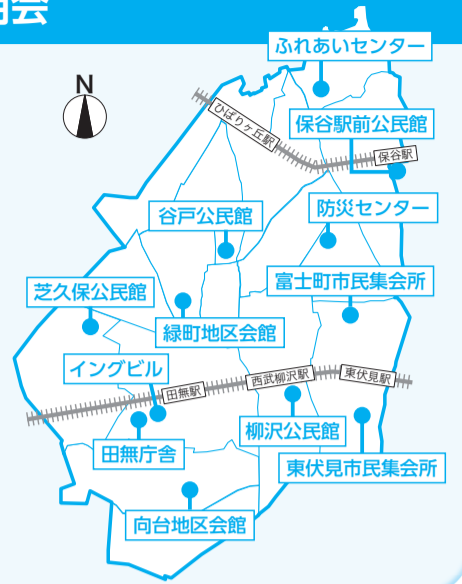 明会
N
ふれあいセンター
ひばりヶ丘駅
保谷駅前公民館
保谷駅
谷戸公民館
防災センター
芝久保公民館
富士町市民集会所
緑町地区会館
イングビル
田無駅
西武柳沢駅
東伏見駅
柳沢公民館
田無庁舎
東伏見市民集会所
向台地区会館